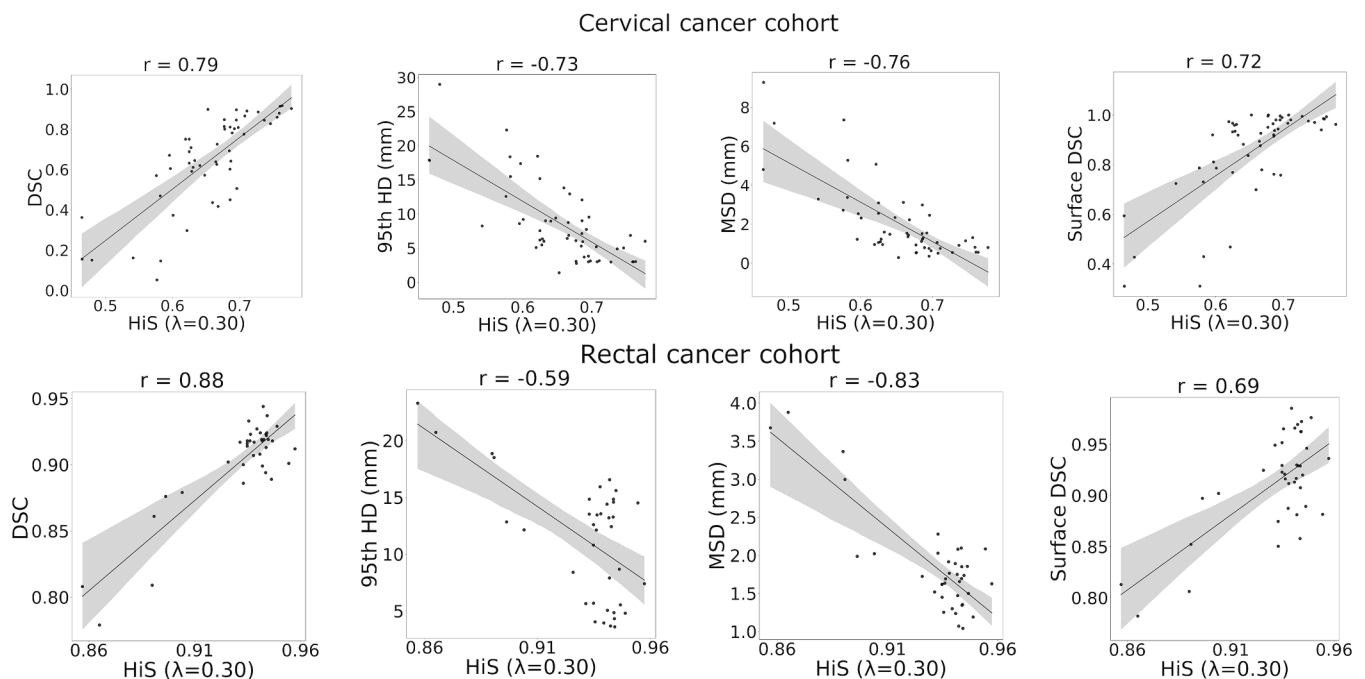 Cervical cancer cohort
r = 0.79
r = -0.73
r = -0.76
r = 0.72
DSC
1.0
0.8
0.6
0.4
0.2
0.0
0.5 0.6 0.7
HiS (λ=0.30)
95th HD (mm)
30
25
20
15
10
5
0
0.5 0.6 0.7
HiS (λ=0.30)
MSD (mm)
8
6
4
2
0
0.5 0.6 0.7
HiS (λ=0.30)
Surface DSC
1.0
0.8
0.6
0.4
0.5 0.6 0.7
HiS (λ=0.30)
Rectal cancer cohort
r = 0.88
r = -0.59
r = -0.83
r = 0.69
DSC
0.95
0.90
0.85
0.80
0.86 0.91 0.96
HiS (λ=0.30)
95th HD (mm)
20
15
10
5
0.86 0.91 0.96
HiS (λ=0.30)
MSD (mm)
4.0
3.5
3.0
2.5
2.0
1.5
1.0
0.86 0.91 0.96
HiS (λ=0.30)
Surface DSC
0.95
0.90
0.85
0.80
0.86 0.91 0.96
HiS (λ=0.30)